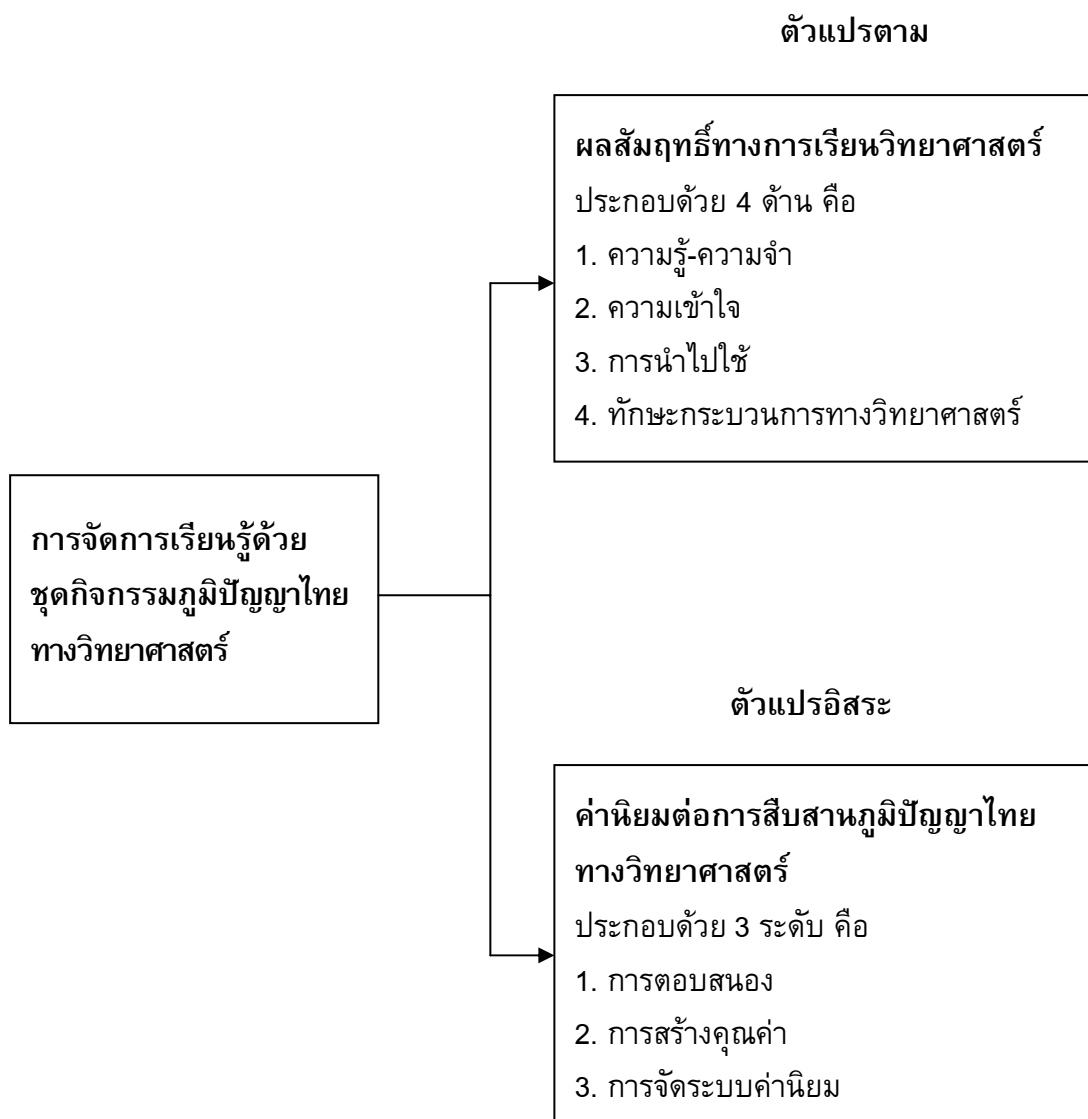 ตัวแปรตาม
ผลสัมฤทธิ์ทางการเรียนวิทยาศาสตร์
ประกอบด้วย 4 ด้าน คือ
1. ความรู้-ความจำ
2. ความเข้าใจ
3. การนำไปใช้
4. ทักษะกระบวนการทางวิทยาศาสตร์
การจัดการเรียนรู้ด้วย
ชุดกิจกรรมภูมิปัญญาไทย
ทางวิทยาศาสตร์
ตัวแปรอิสระ
ค่านิยมต่อการสืบสานภูมิปัญญาไทย
ทางวิทยาศาสตร์
ประกอบด้วย 3 ระดับ คือ
1. การตอบสนอง
2. การสร้างคุณค่า
3. การจัดระบบค่านิยม